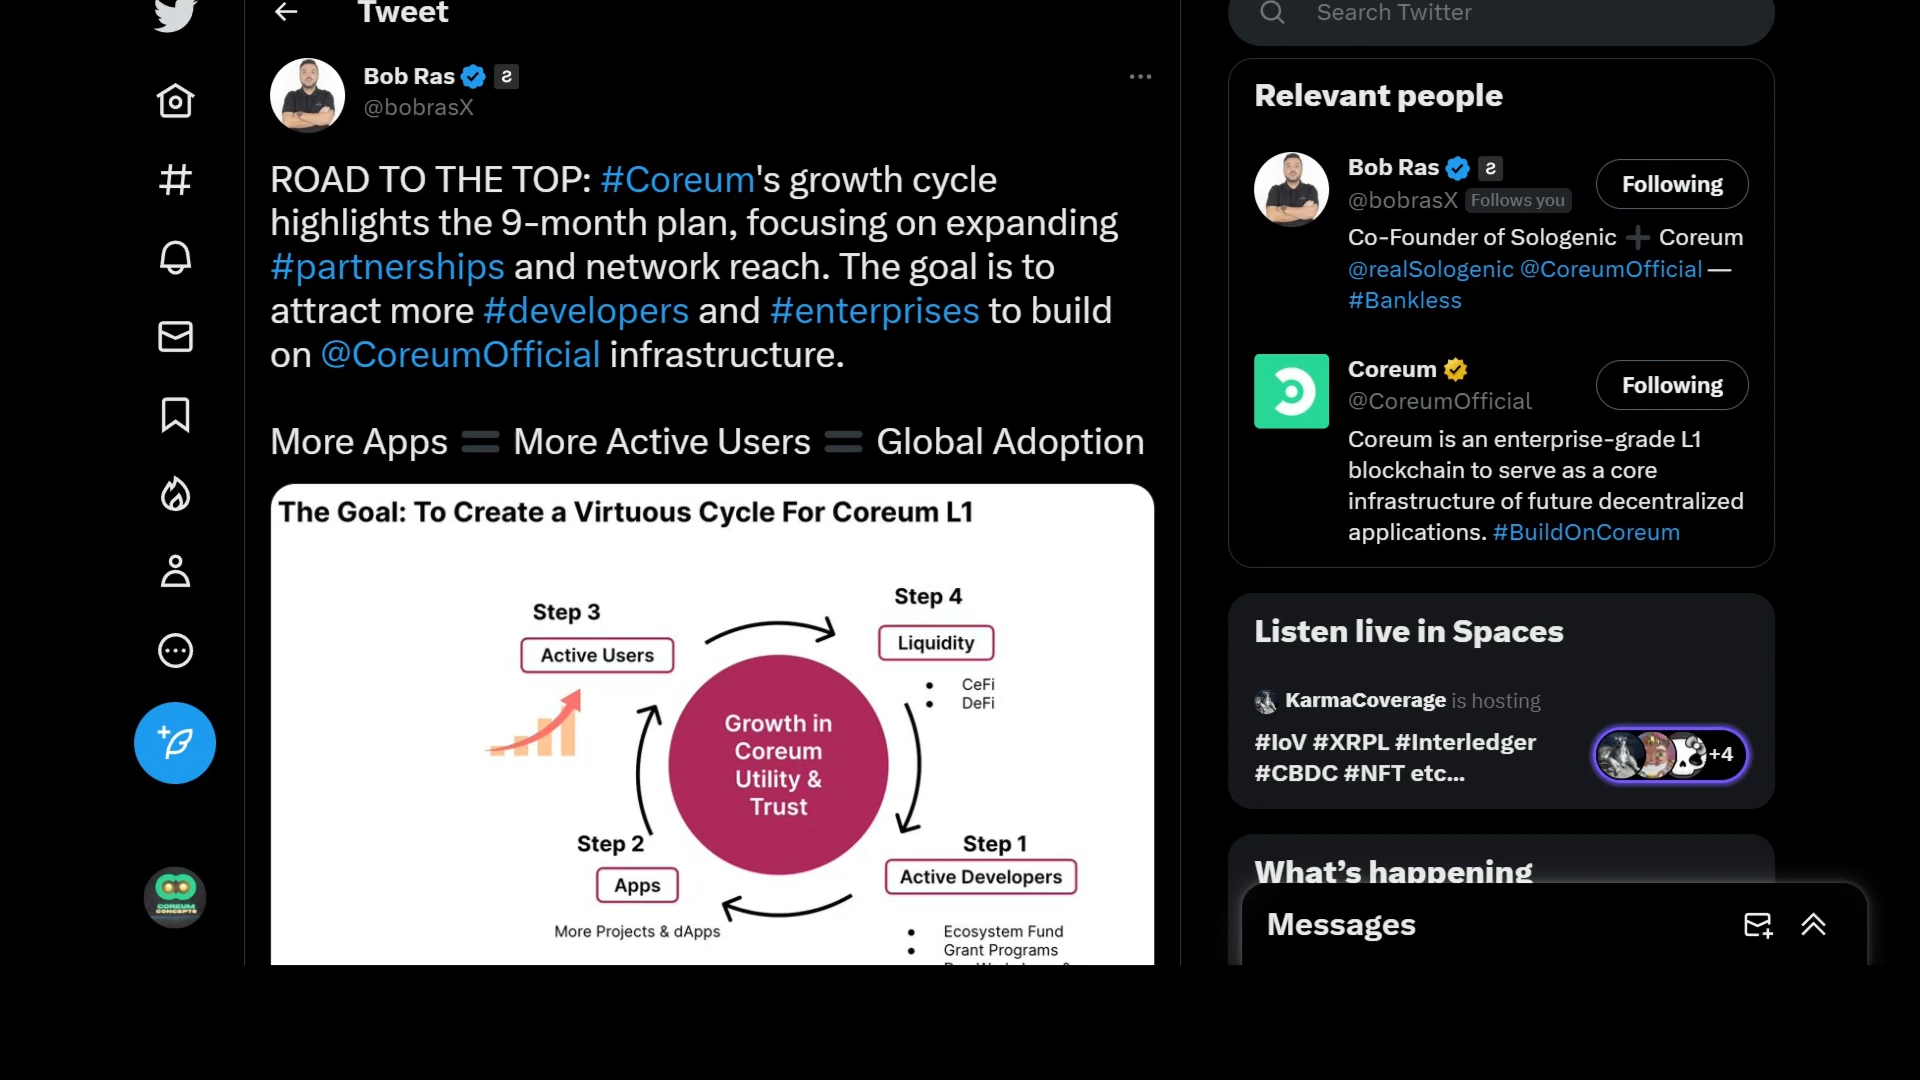 Tweet
Bob Ras
@bobrasX
ROAD TO THE TOP: #Coreum's growth cycle
highlights the 9-month plan, focusing on expanding
#partnerships and network reach. The goal is to
attract more #developers and #enterprises to build
on @CoreumOfficial infrastructure.
More Apps = More Active Users = Global Adoption
The Goal: To Create a Virtuous Cycle For Coreum L1
Step 3
Active Users
Step 4
Liquidity
• CeFi
• DeFi
Growth in
Coreum
Utility &
Trust
Step 2
Apps
More Projects & dApps
Step 1
Active Developers
• Ecosystem Fund
• Grant Programs
Search Twitter
Relevant people
Bob Ras
Following
@bobrasX Follows you
Co-Founder of Sologenic + Coreum
@realSologenic @CoreumOfficial —
#Bankless
Coreum
Following
@CoreumOfficial
Coreum is an enterprise-grade L1
blockchain to serve as a core
infrastructure of future decentralized
applications. #BuildOnCoreum
Listen live in Spaces
KarmaCoverage is hosting
#IoV #XRPL #Interledger
#CBDC #NFT etc...
+4
What's happening
Messages
COREUM
CONCEPTS